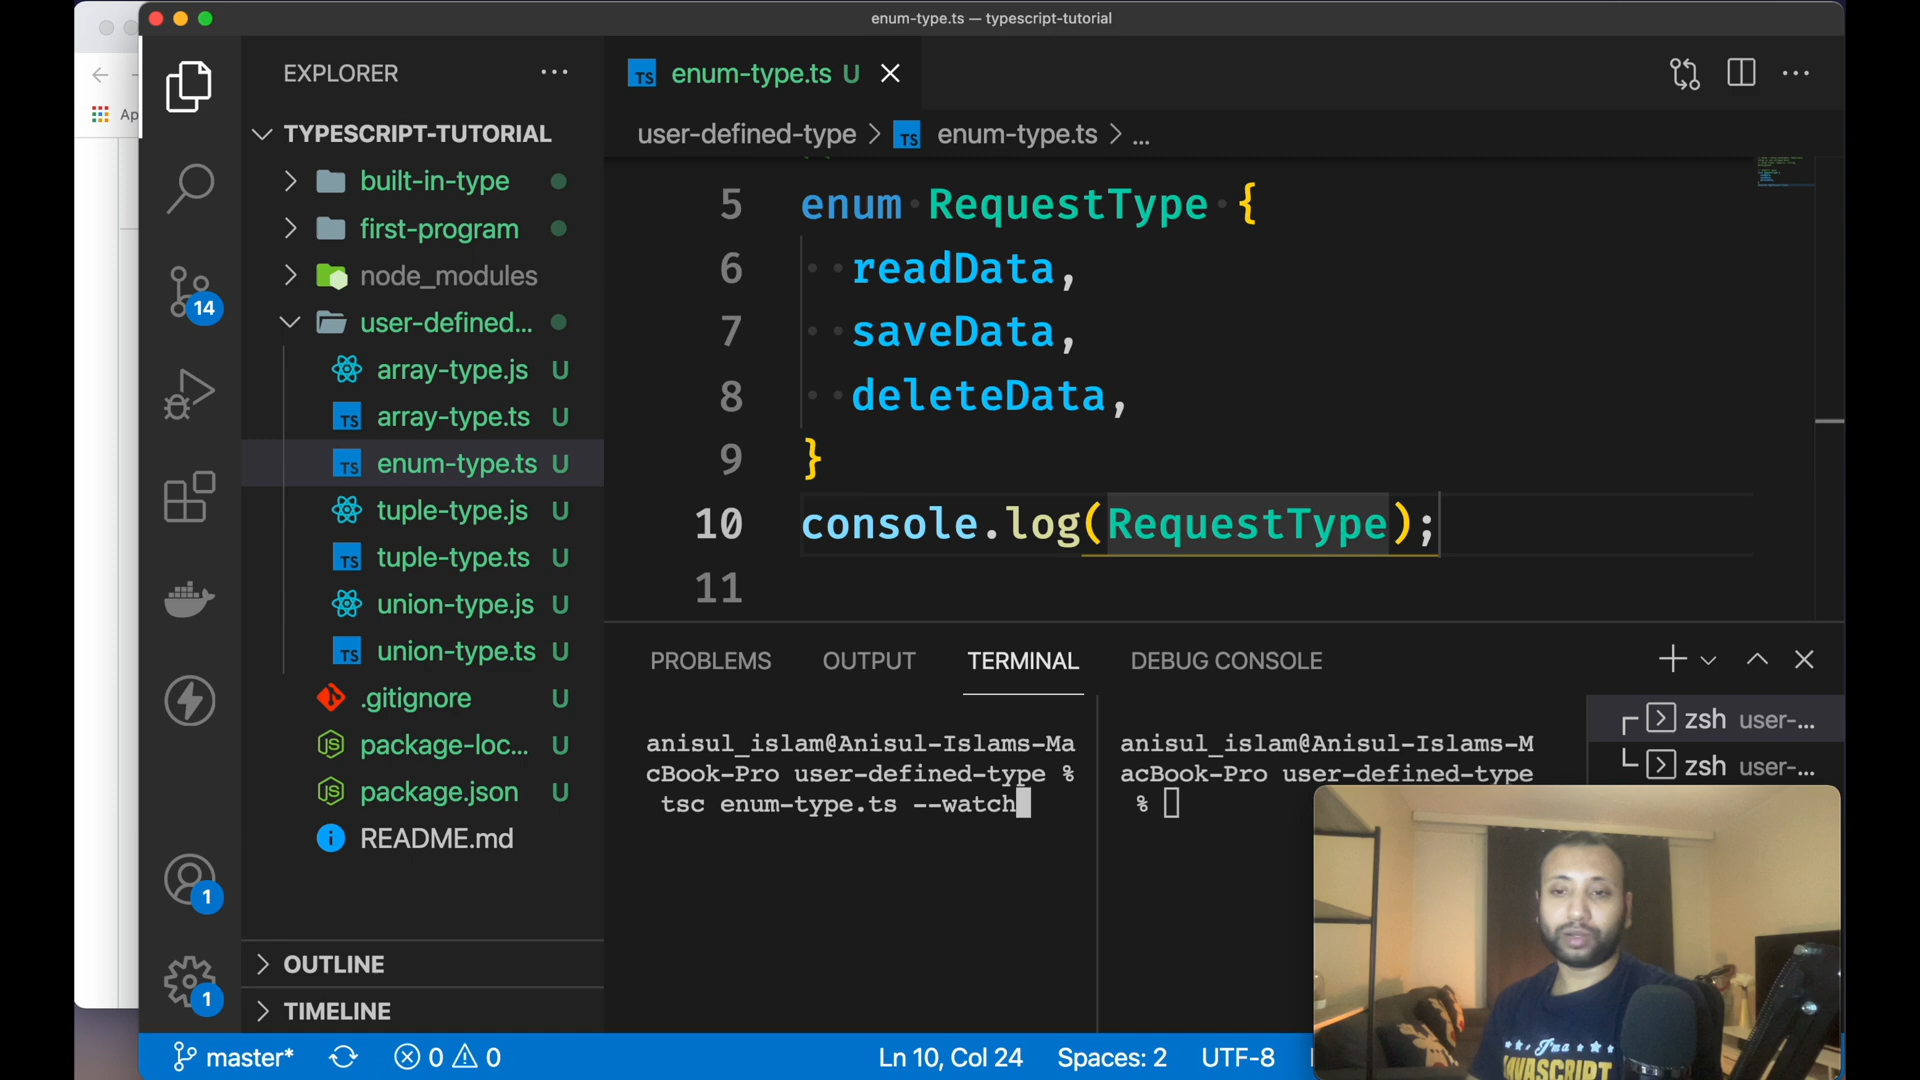 enum-type.ts — typescript-tutorial
EXPLORER
TYPESCRIPT-TUTORIAL
built-in-type
first-program
node_modules
user-defined...
array-type.js U
array-type.ts U
enum-type.ts U
tuple-type.js U
tuple-type.ts U
union-type.js U
union-type.ts U
.gitignore U
package-loc... U
package.json U
README.md
OUTLINE
TIMELINE
14
1
1
Ap
TS enum-type.ts U
user-defined-type > TS enum-type.ts > ...
5 enum RequestType {
6 readData,
7 saveData,
8 deleteData,
9 }
10 console.log(RequestType);
11
PROBLEMS OUTPUT TERMINAL DEBUG CONSOLE
anisul_islam@Anisul-Islams-Ma
cBook-Pro user-defined-type %
tsc enum-type.ts --watch
anisul_islam@Anisul-Islams-M
acBook-Pro user-defined-type
%
zsh user-...
zsh user-...
I'm a
JAVASCRIPT
master* 0 0 Ln 10, Col 24 Spaces: 2 UTF-8